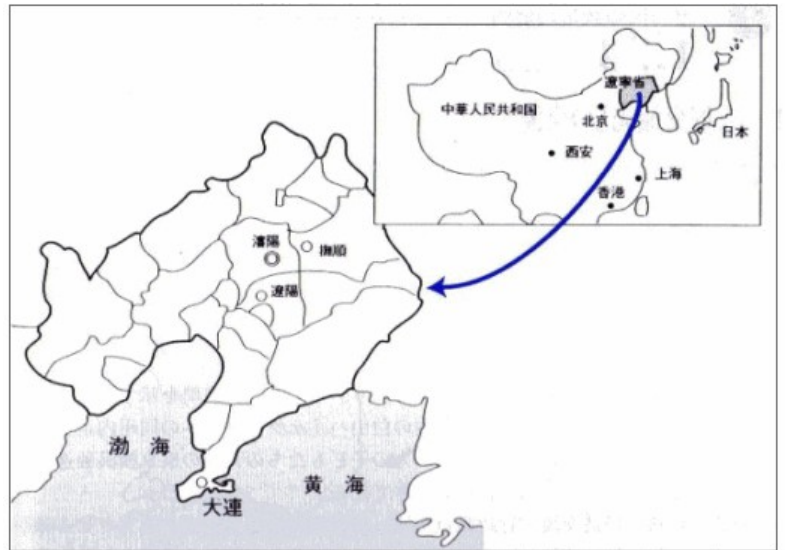 遼寧省
中華人民共和国
北京
日本
西安
上海
香港
瀋陽
撫順
遼陽
渤海
黄海
大連